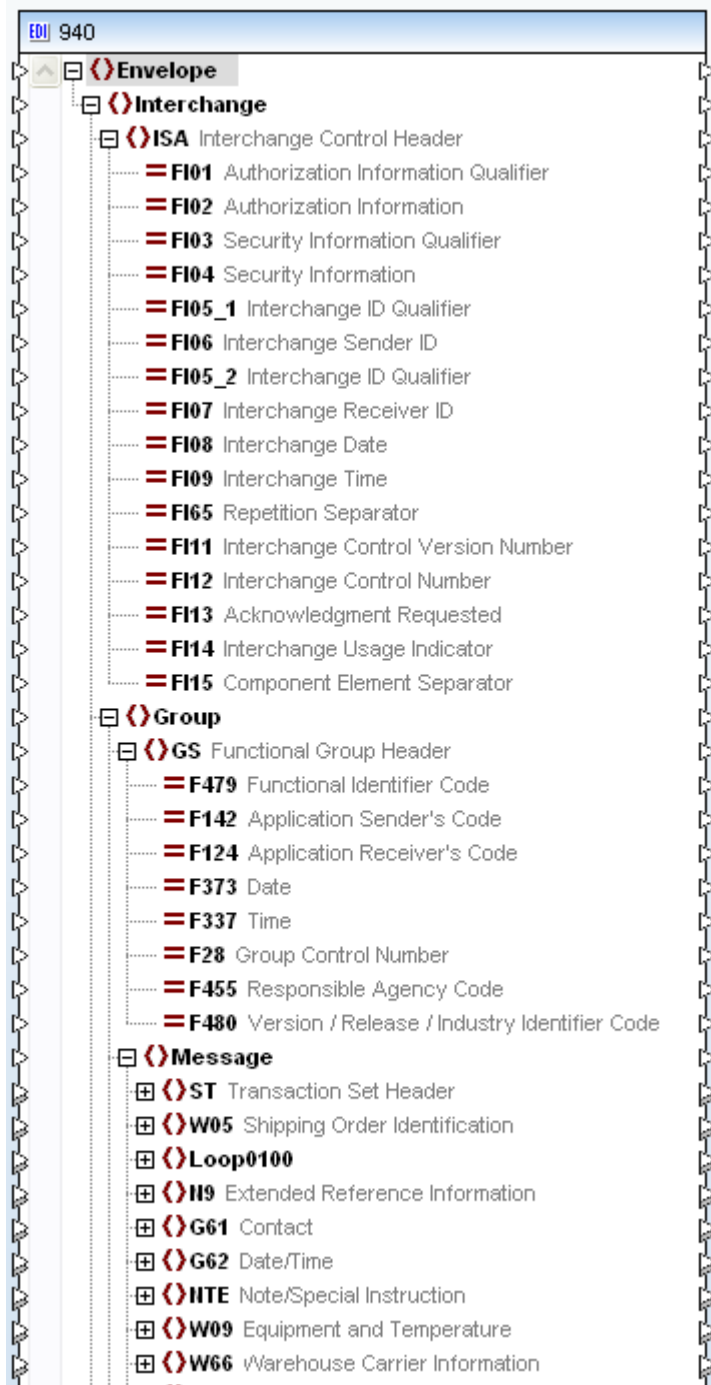 EDI 940
Envelope
Interchange
ISA Interchange Control Header
FI01 Authorization Information Qualifier
FI02 Authorization Information
FI03 Security Information Qualifier
FI04 Security Information
FI05_1 Interchange ID Qualifier
FI06 Interchange Sender ID
FI05_2 Interchange ID Qualifier
FI07 Interchange Receiver ID
FI08 Interchange Date
FI09 Interchange Time
FI65 Repetition Separator
FI11 Interchange Control Version Number
FI12 Interchange Control Number
FI13 Acknowledgment Requested
FI14 Interchange Usage Indicator
FI15 Component Element Separator
Group
GS Functional Group Header
F479 Functional Identifier Code
F142 Application Sender's Code
F124 Application Receiver's Code
F373 Date
F337 Time
F28 Group Control Number
F455 Responsible Agency Code
F480 Version / Release / Industry Identifier Code
Message
ST Transaction Set Header
W05 Shipping Order Identification
Loop0100
N9 Extended Reference Information
G61 Contact
G62 Date/Time
NTE Note/Special Instruction
W09 Equipment and Temperature
W66 Warehouse Carrier Information